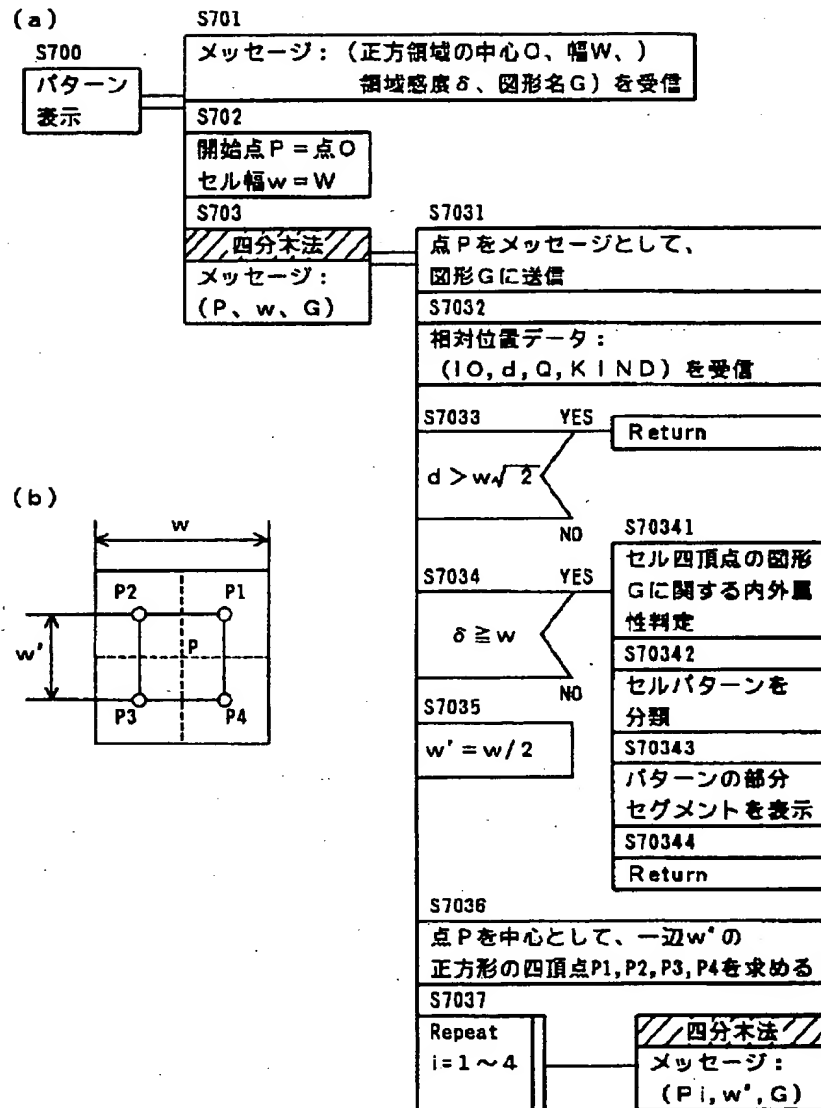 (a)
S700
パターン
表示
S701
メッセージ：（正方領域の中心O、幅W、）
領域感度δ、図形名G）を受信
S702
開始点P＝点O
セル幅w＝W
S703
四分木法
メッセージ：
(P、w、G)
S7031
点Pをメッセージとして、
図形Gに送信
S7032
相対位置データ：
(IO,d,Q,KIND)を受信
S7033
YES
Return
d＞w√2
NO
S7034
YES
δ≧w
NO
S70341
セル四頂点の図形
Gに関する内外属
性判定
S70342
セルパターンを
分類
S70343
パターンの部分
セグメントを表示
S70344
Return
S7035
w'＝w/2
S7036
点Pを中心として、一辺w'の
正方形の四頂点P1,P2,P3,P4を求める
S7037
Repeat
i=1～4
四分木法
メッセージ：
(Pi,w',G)
(b)
w
P2
P1
P
w'
P3
P4